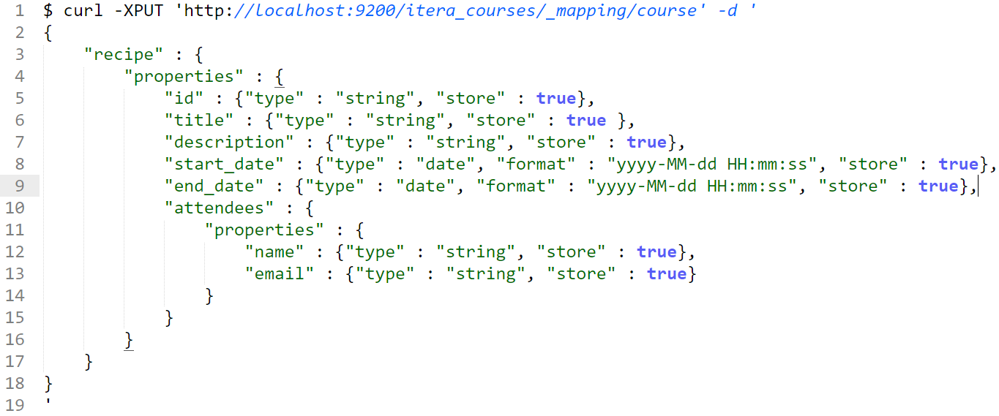 1 $ curl -XPUT 'http://localhost:9200/itera_courses/_mapping/course' -d '
2 {
3     "recipe" : {
4         "properties" : {
5             "id" : {"type" : "string", "store" : true},
6             "title" : {"type" : "string", "store" : true },
7             "description" : {"type" : "string", "store" : true},
8             "start_date" : {"type" : "date", "format" : "yyyy-MM-dd HH:mm:ss", "store" : true},
9             "end_date" : {"type" : "date", "format" : "yyyy-MM-dd HH:mm:ss", "store" : true},
10             "attendees" : {
11                 "properties" : {
12                     "name" : {"type" : "string", "store" : true},
13                     "email" : {"type" : "string", "store" : true}
14                 }
15             }
16         }
17     }
18 }
19 '